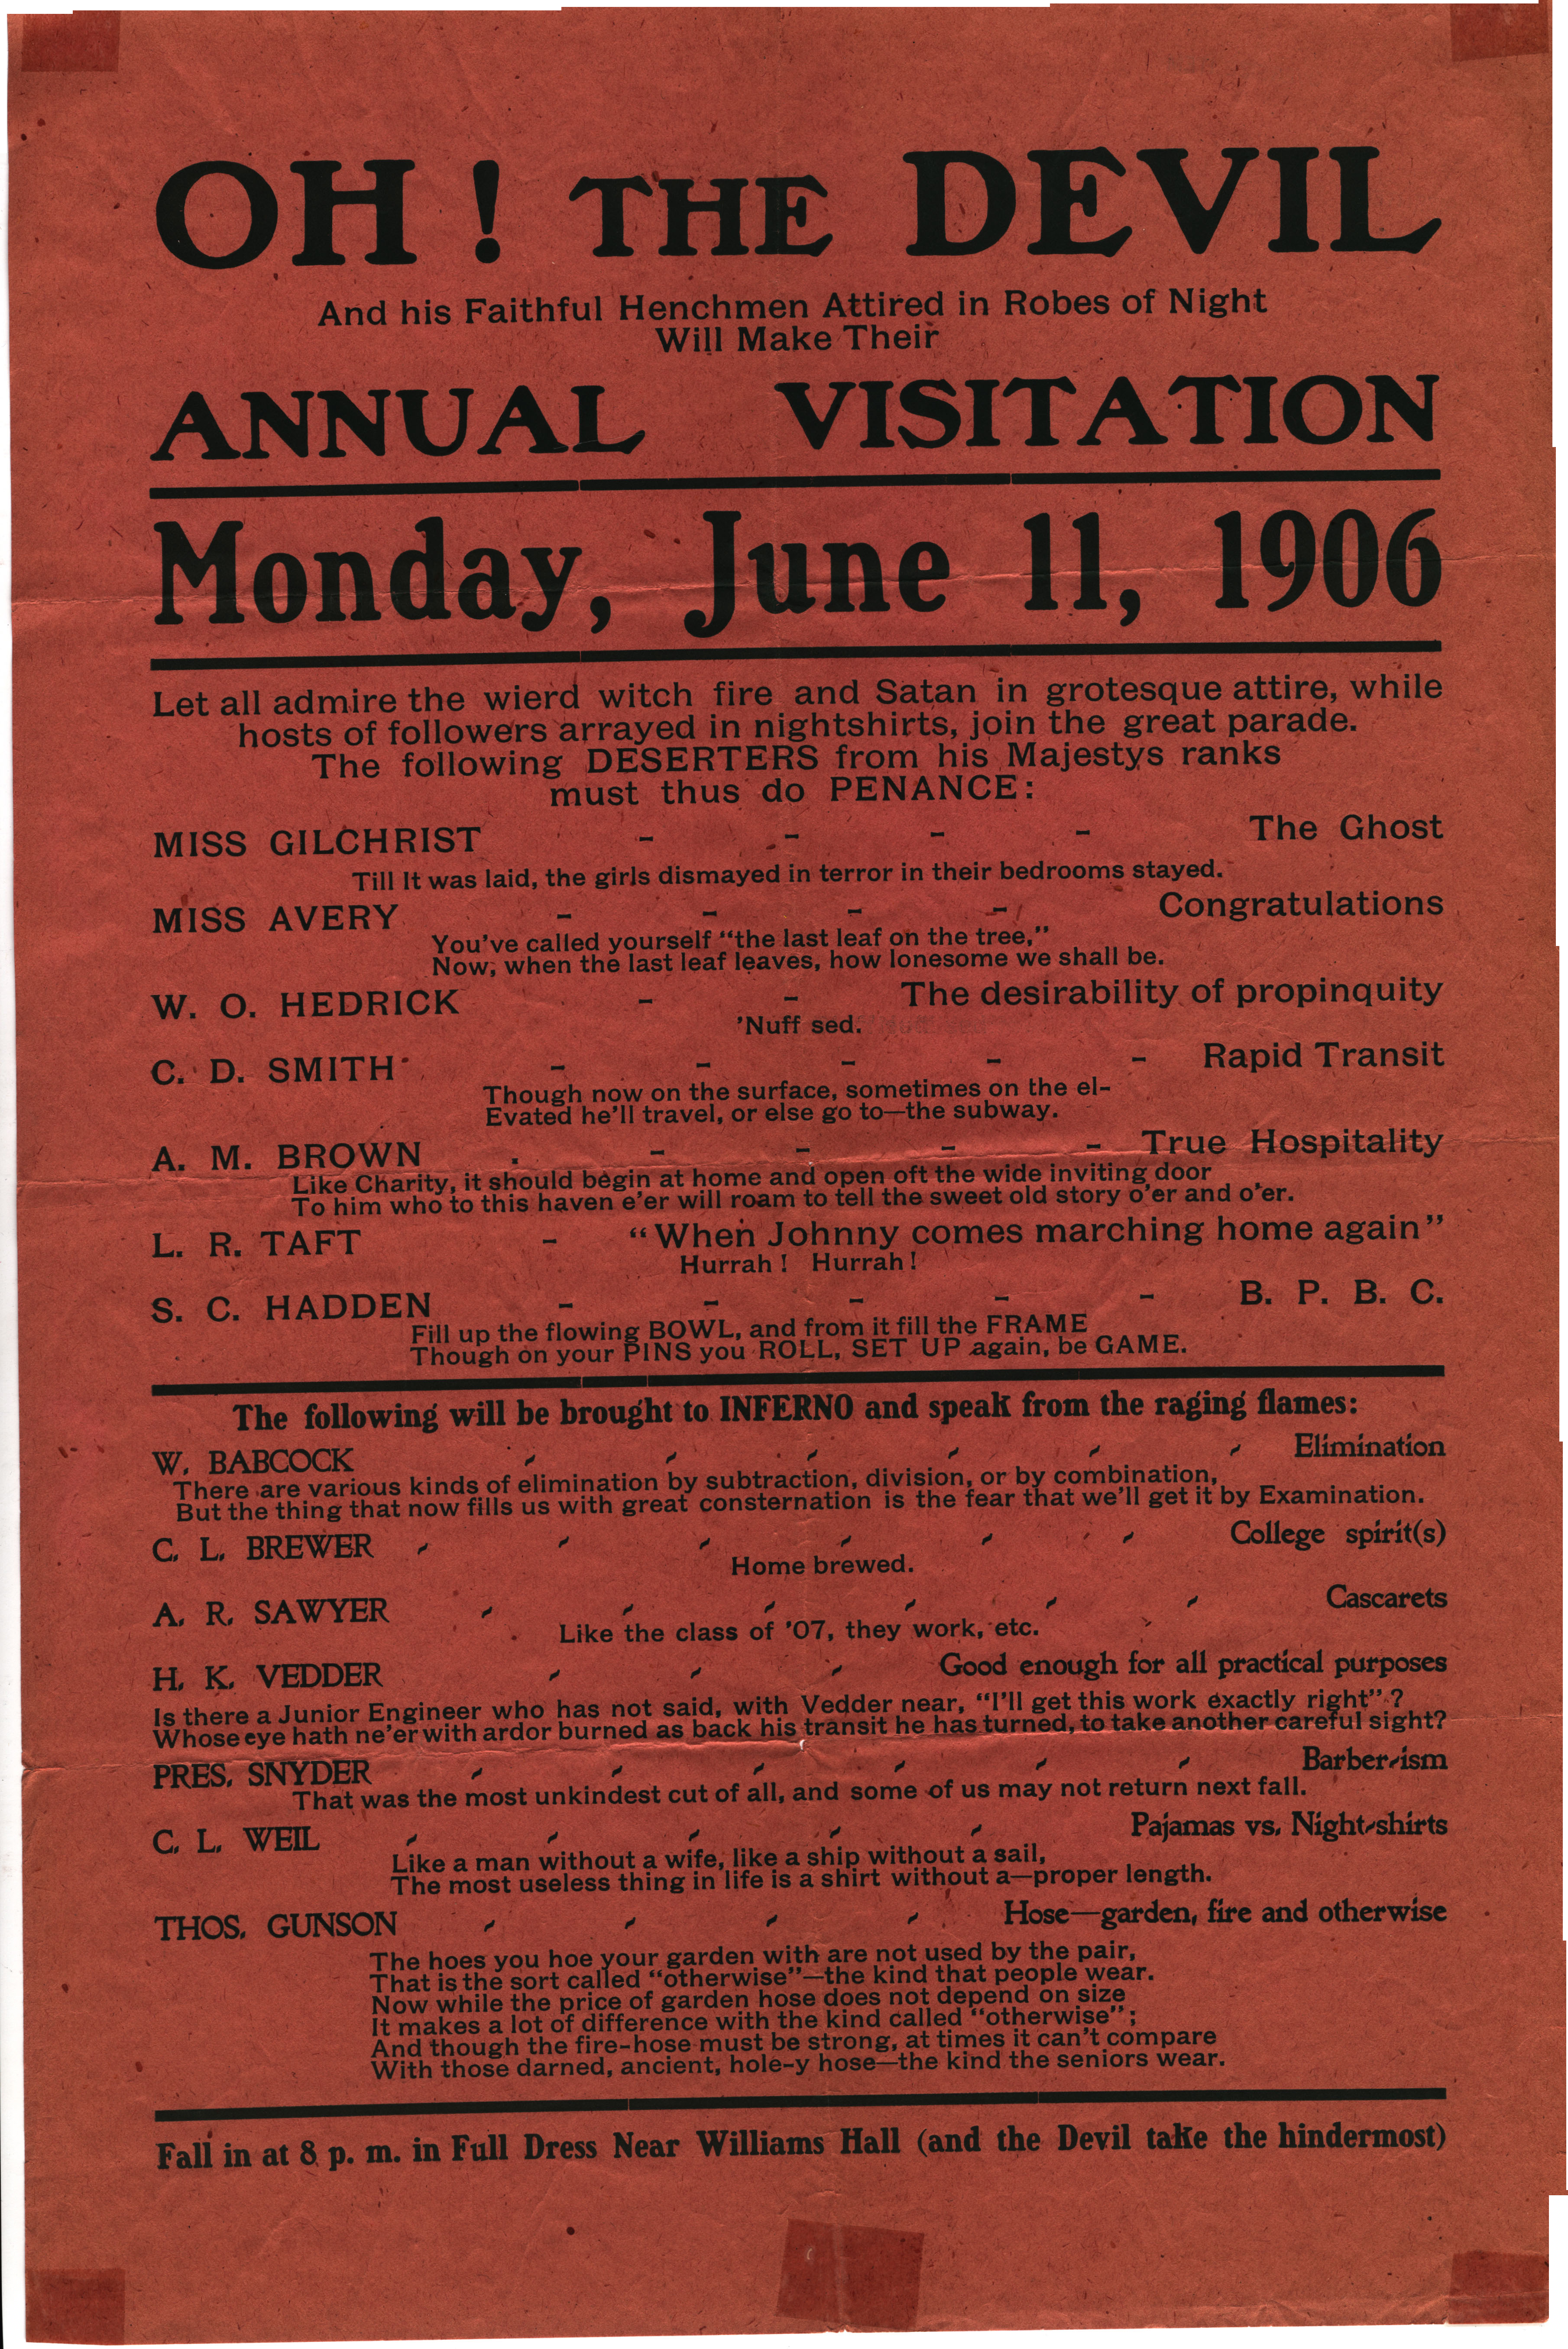 OH! THE DEVIL
And his Faithful Henchmen Attired in Robes of Night
Will Make Their
ANNUAL VISITATION
Monday, June 11, 1906
Let all admire the wierd witch fire and Satan in grotesque attire, while
hosts of followers arrayed in nightshirts, join the great parade.
The following DESERTERS from his Majestys ranks
must thus do PENANCE:
MISS GILCHRIST - - - - The Ghost
Till It was laid, the girls dismayed in terror in their bedrooms stayed.
MISS AVERY - - - - Congratulations
You've called yourself "the last leaf on the tree,"
Now, when the last leaf leaves, how lonesome we shall be.
W. O. HEDRICK - - The desirability of propinquity
'Nuff sed.
C. D. SMITH - - - - - Rapid Transit
Though now on the surface, sometimes on the el-
Evated he'll travel, or else go to—the subway.
A. M. BROWN . - - - - True Hospitality
Like Charity, it should begin at home and open oft the wide inviting door
To him who to this haven e'er will roam to tell the sweet old story o'er and o'er.
L. R. TAFT - "When Johnny comes marching home again"
Hurrah! Hurrah!
S. C. HADDEN - - - - - B. P. B. C.
Fill up the flowing BOWL, and from it fill the FRAME
Though on your PINS you ROLL, SET UP again, be GAME.
The following will be brought to INFERNO and speak from the raging flames:
W. BABCOCK - - - - - - Elimination
There are various kinds of elimination by subtraction, division, or by combination,
But the thing that now fills us with great consternation is the fear that we'll get it by Examination.
C. L. BREWER - - - - - - College spirit(s)
Home brewed.
A. R. SAWYER - - - - - - Cascarets
Like the class of '07, they work, etc.
H. K. VEDDER - - - Good enough for all practical purposes
Is there a Junior Engineer who has not said, with Vedder near, "I'll get this work exactly right"?
Whose eye hath ne'er with ardor burned as back his transit he has turned, to take another careful sight?
PRES. SNYDER - - - - - - Barber-ism
That was the most unkindest cut of all, and some of us may not return next fall.
C. L. WEIL - - - - - Pajamas vs. Night-shirts
Like a man without a wife, like a ship without a sail,
The most useless thing in life is a shirt without a—proper length.
THOS. GUNSON - - - - Hose—garden, fire and otherwise
The hoes you hoe your garden with are not used by the pair,
That is the sort called "otherwise"—the kind that people wear.
Now while the price of garden hose does not depend on size
It makes a lot of difference with the kind called "otherwise";
And though the fire-hose must be strong, at times it can't compare
With those darned, ancient, hole-y hose—the kind the seniors wear.
Fall in at 8 p. m. in Full Dress Near Williams Hall (and the Devil take the hindermost)